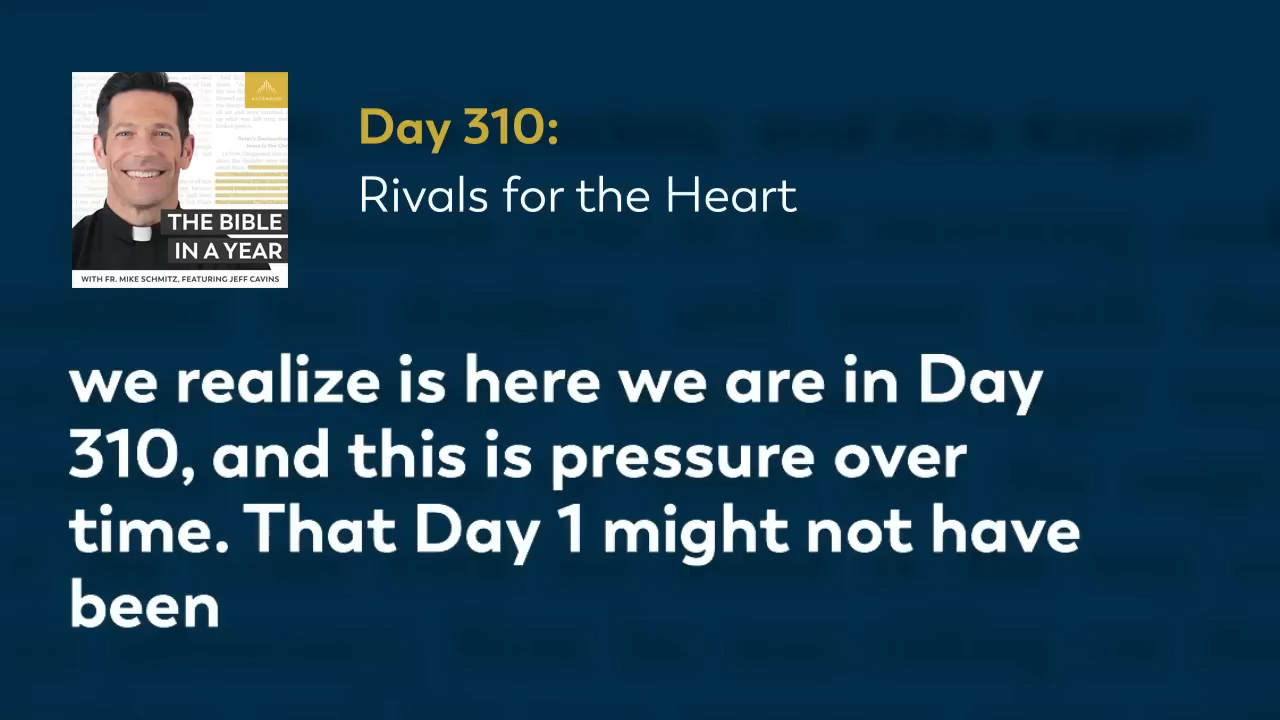 Day 310:
Rivals for the Heart
ASCENSION
THE BIBLE
IN A YEAR
WITH FR. MIKE SCHMITZ, FEATURING JEFF CAVINS
we realize is here we are in Day
310, and this is pressure over
time. That Day 1 might not have
been